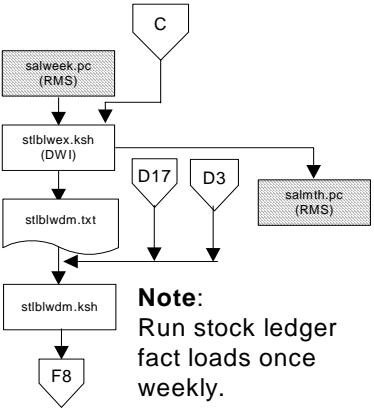 C
salweek.pc
(RMS)
stlblwex.ksh
(DWI)
D17
D3
salmth.pc
(RMS)
stlblwdm.txt
stlblwdm.ksh
Note:
Run stock ledger
fact loads once
weekly.
F8